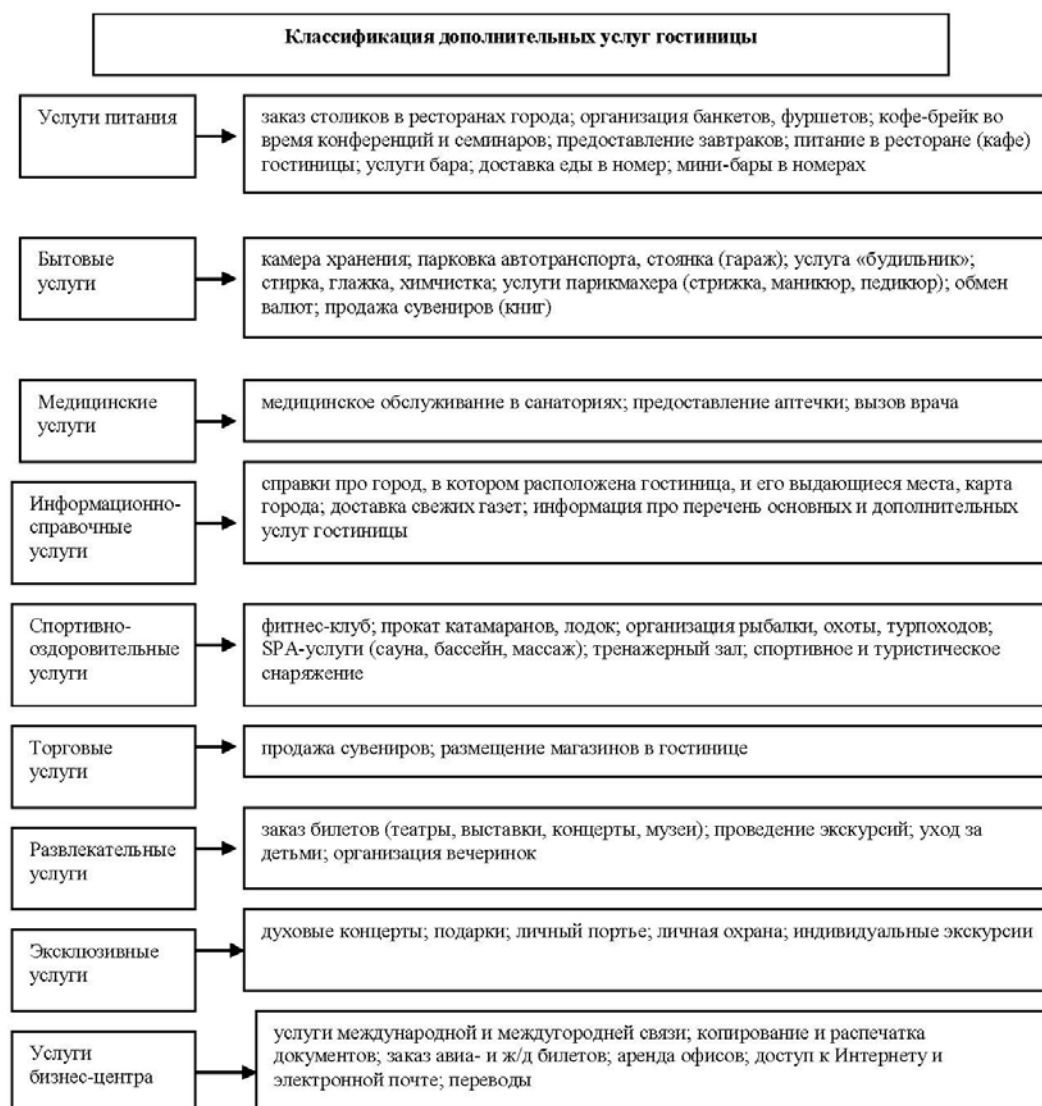 Классификация дополнительных услуг гостиницы
Услуги питания
заказ столиков в ресторанах города; организация банкетов, фуршетов; кофе-брейк во
время конференций и семинаров; предоставление завтраков; питание в ресторане (кафе)
гостиницы; услуги бара; доставка еды в номер; мини-бары в номерах
Бытовые
услуги
камера хранения; парковка автотранспорта, стоянка (гараж); услуга «будильник»;
стирка, глажка, химчистка; услуги парикмахера (стрижка, маникюр, педикюр); обмен
валют; продажа сувениров (книг)
Медицинские
услуги
медицинское обслуживание в санаториях; предоставление аптечки; вызов врача
Информационно-
справочные
услуги
справки про город, в котором расположена гостиница, и его выдающиеся места, карта
города; доставка свежих газет; информация про перечень основных и дополнительных
услуг гостиницы
Спортивно-
оздоровительные
услуги
фитнес-клуб; прокат катамаранов, лодок; организация рыбалки, охоты, турпоходов;
SPA-услуги (сауна, бассейн, массаж); тренажерный зал; спортивное и туристическое
снаряжение
Торговые
услуги
продажа сувениров; размещение магазинов в гостинице
Развлекательные
услуги
заказ билетов (театры, выставки, концерты, музеи); проведение экскурсий; уход за
детьми; организация вечеринок
Эксклюзивные
услуги
духовые концерты; подарки; личный портье; личная охрана; индивидуальные экскурсии
Услуги
бизнес-центра
услуги международной и междугородней связи; копирование и распечатка
документов; заказ авиа- и ж/д билетов; аренда офисов; доступ к Интернету и
электронной почте; переводы